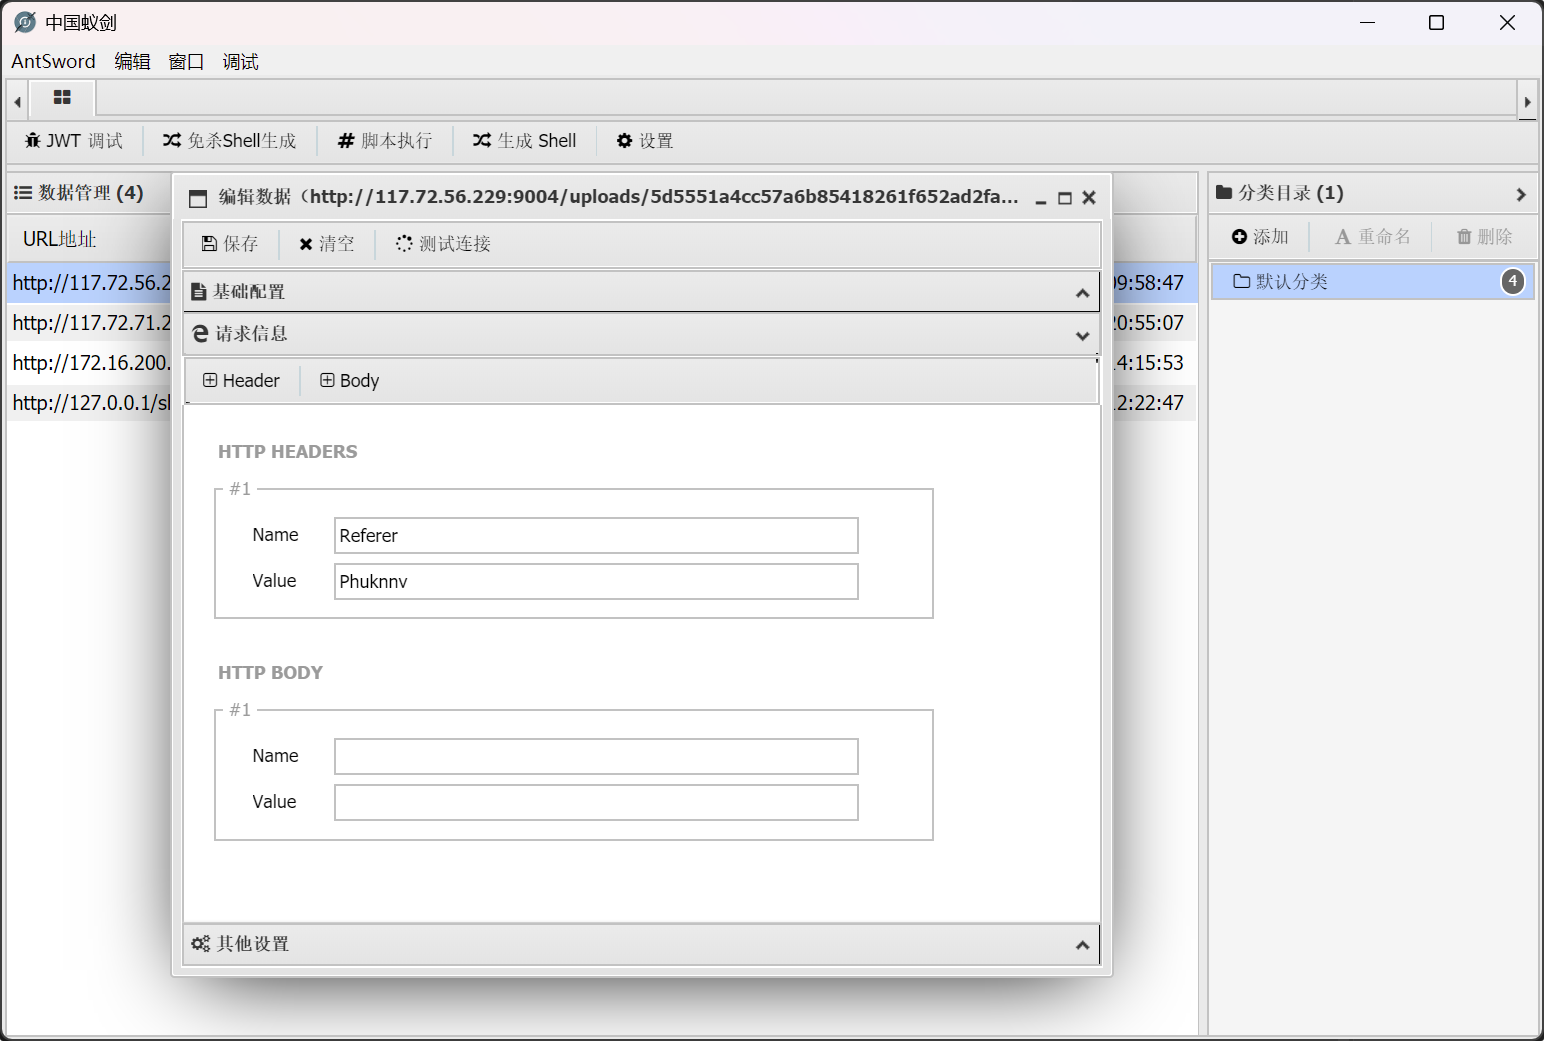 中国蚁剑
AntSword 编辑 窗口 调试
JWT 调试 免杀Shell生成 # 脚本执行 生成 Shell 设置
数据管理 (4)
URL地址
http://117.72.56.2
http://117.72.71.2
http://172.16.200.
http://127.0.0.1/sl
编辑数据（http://117.72.56.229:9004/uploads/5d5551a4cc57a6b85418261f652ad2fa...
保存 清空 测试连接
基础配置
请求信息
Header Body
HTTP HEADERS
#1
Name Referer
Value Phuknnv
HTTP BODY
#1
Name
Value
其他设置
09:58:47
20:55:07
14:15:53
12:22:47
分类目录 (1)
添加 A 重命名 删除
默认分类 4